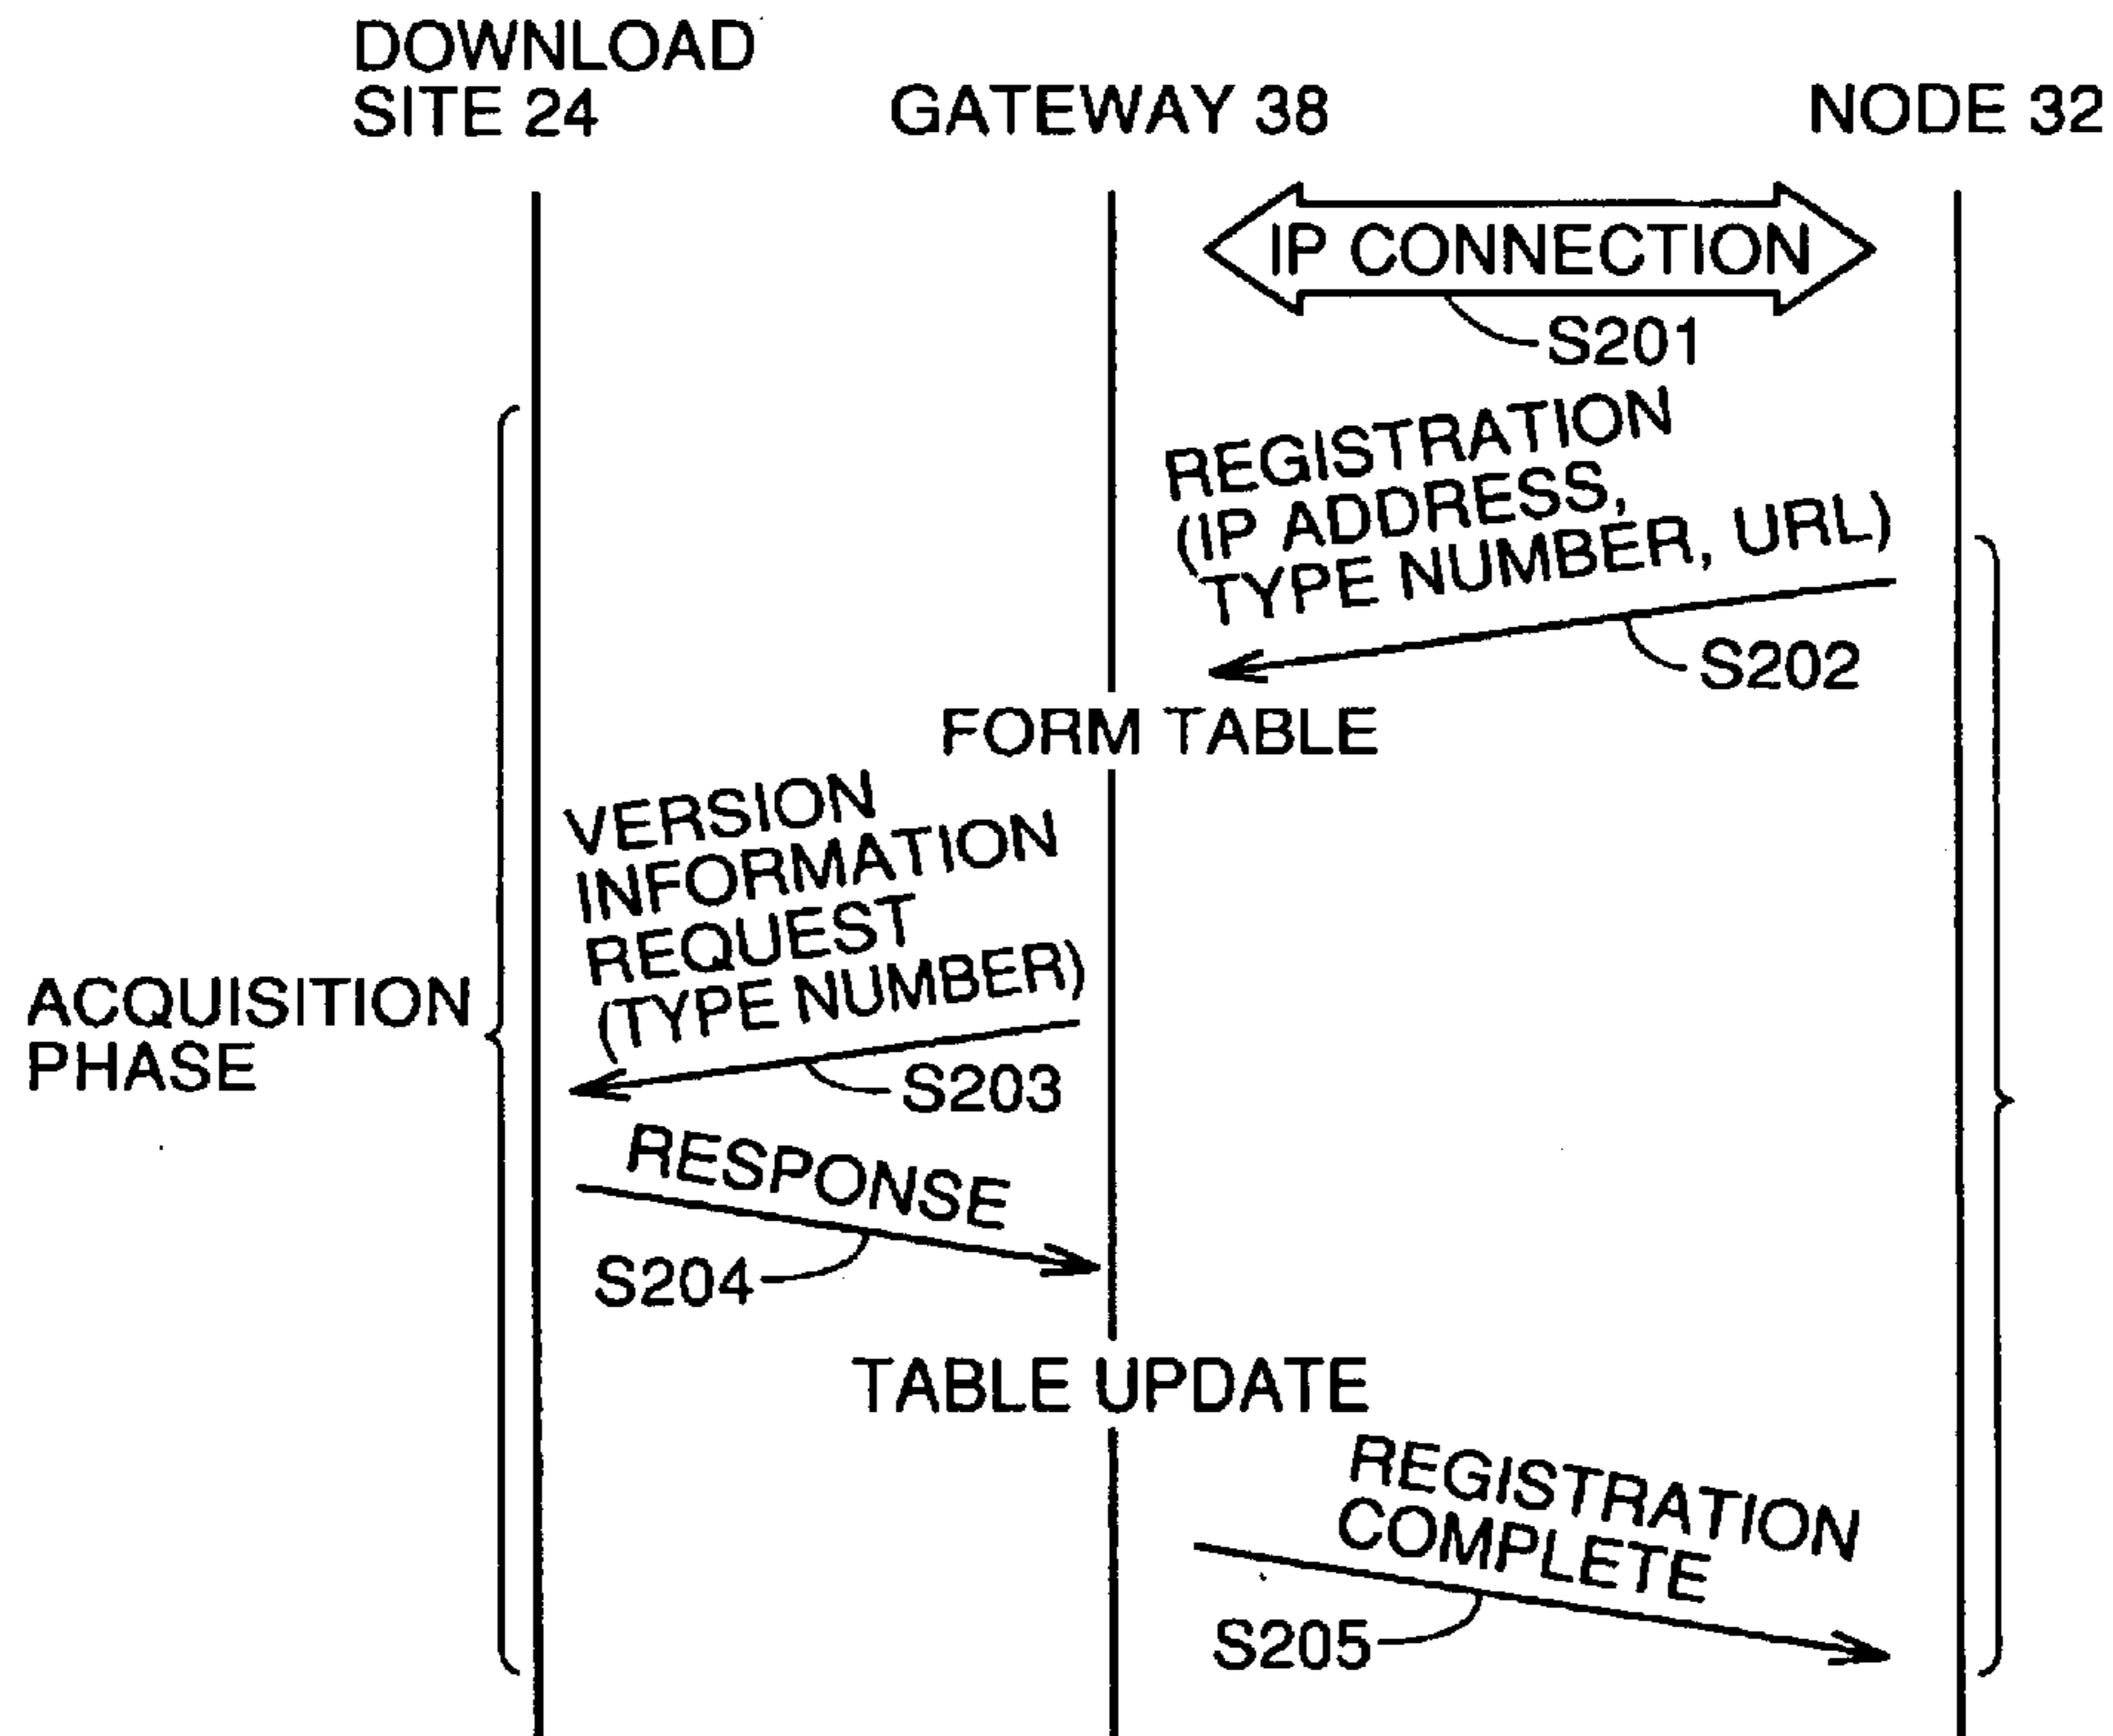 DOWNLOAD
SITE 24
GATEWAY 38
NODE 32
IP CONNECTION
S201
REGISTRATION
(IP ADDRESS,
TYPE NUMBER, URL)
S202
FORM TABLE
VERSION
INFORMATION
REQUEST
(TYPE NUMBER)
S203
ACQUISITION
PHASE
RESPONSE
S204
TABLE UPDATE
REGISTRATION
COMPLETE
S205